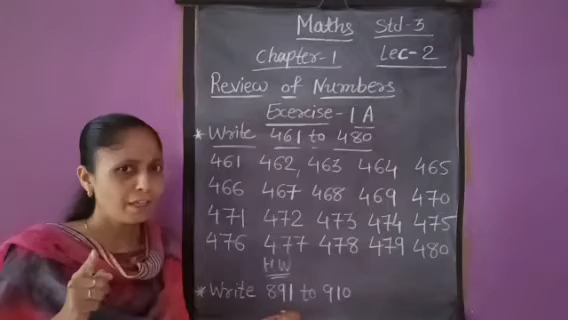 Maths Std-3
Chapter-1 Lec-2
Review of Numbers
Exercise-1A
* Write 461 to 480
461 462, 463 464 465
466 467 468 469 470
471 472 473 474 475
476 477 478 479 480
HW
* Write 891 to 910